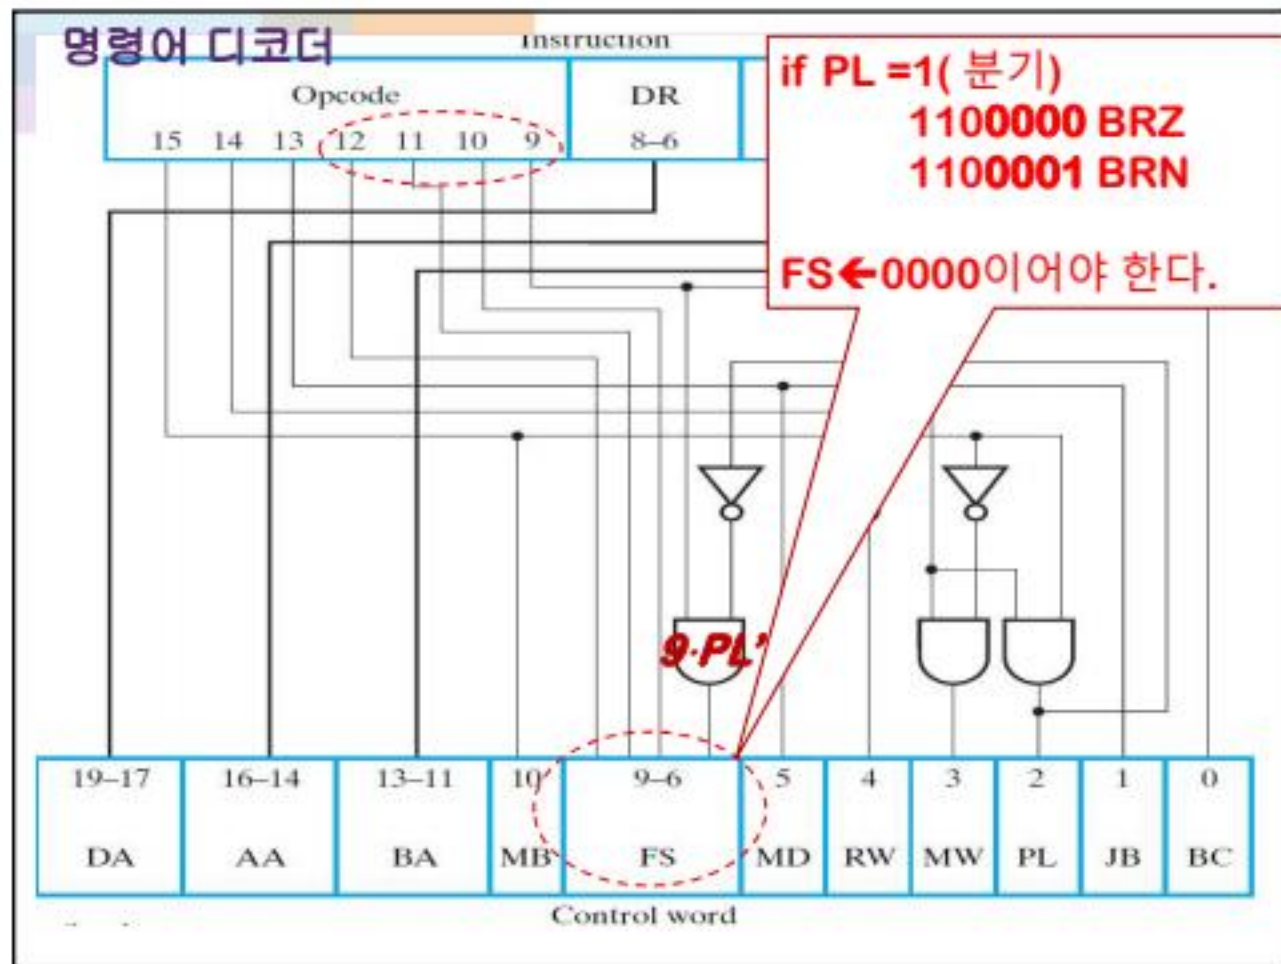 명령어 디코더
Instruction
Opcode
DR
15 14 13 12 11 10 9
8–6
if PL =1( 분기)
1100000 BRZ
1100001 BRN
FS←0000이어야 한다.
9·PL'
19–17 16–14 13–11 10 9–6 5 4 3 2 1 0
DA AA BA MB FS MD RW MW PL JB BC
Control word